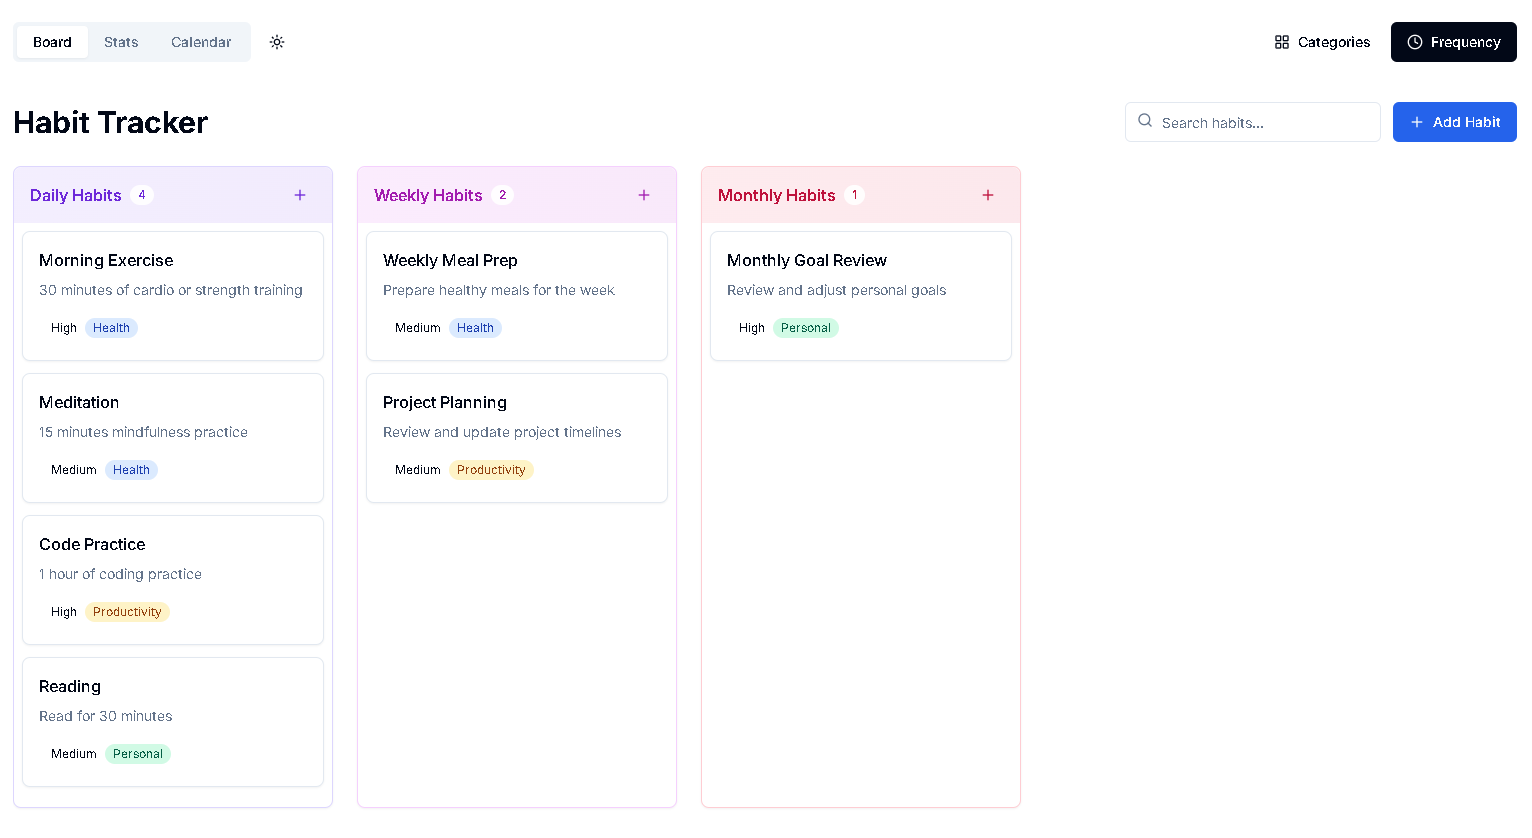 Board Stats Calendar
Categories Frequency
Habit Tracker
Search habits...
Add Habit
Daily Habits 4
Morning Exercise
30 minutes of cardio or strength training
High Health
Meditation
15 minutes mindfulness practice
Medium Health
Code Practice
1 hour of coding practice
High Productivity
Reading
Read for 30 minutes
Medium Personal
Weekly Habits 2
Weekly Meal Prep
Prepare healthy meals for the week
Medium Health
Project Planning
Review and update project timelines
Medium Productivity
Monthly Habits 1
Monthly Goal Review
Review and adjust personal goals
High Personal